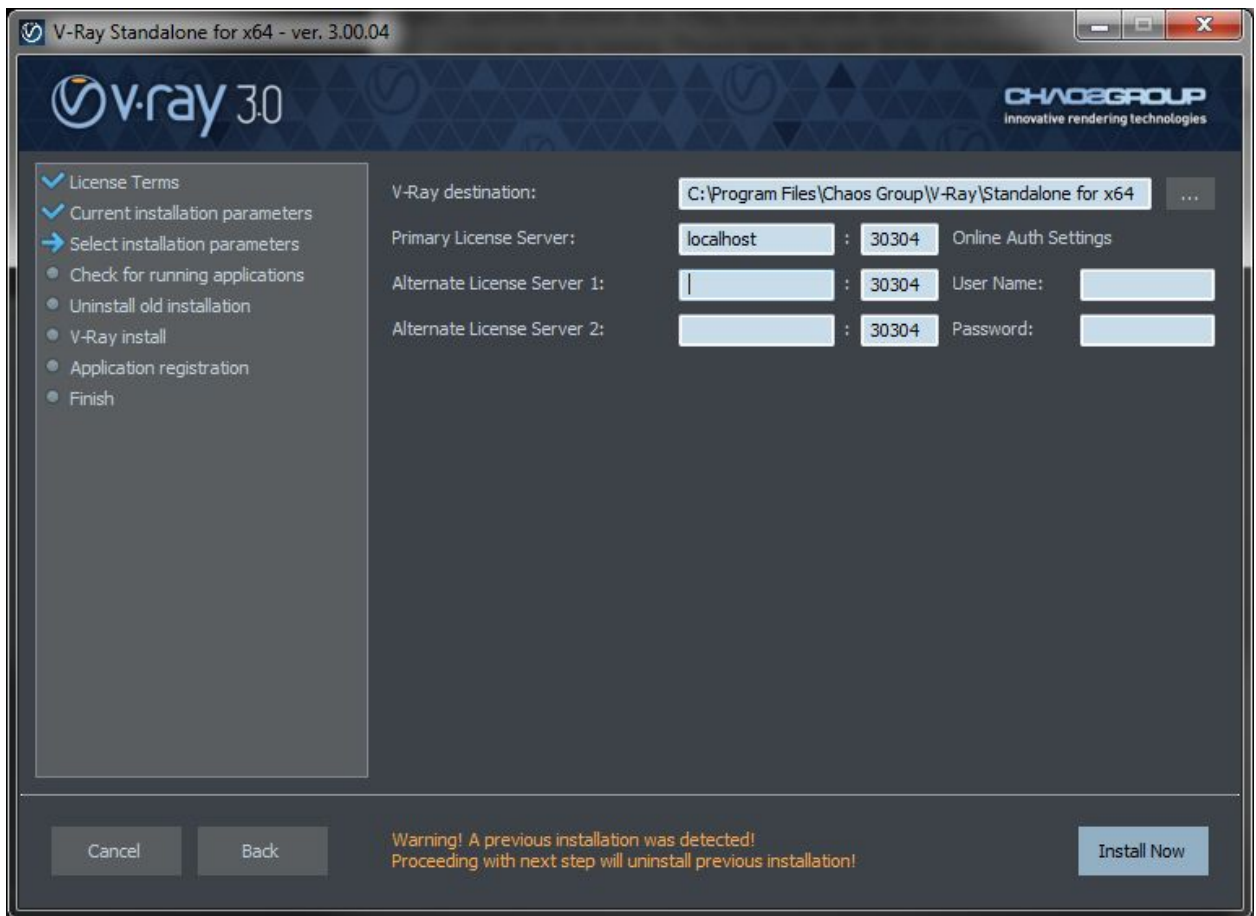 V-Ray Standalone for x64 - ver. 3.00.04
v·ray 3.0
CHAOSGROUP
innovative rendering technologies
License Terms
Current installation parameters
Select installation parameters
Check for running applications
Uninstall old installation
V-Ray install
Application registration
Finish
V-Ray destination: C:\Program Files\Chaos Group\V-Ray\Standalone for x64 ...
Primary License Server: localhost : 30304 Online Auth Settings
Alternate License Server 1: : 30304 User Name:
Alternate License Server 2: : 30304 Password:
Cancel
Back
Warning! A previous installation was detected!
Proceeding with next step will uninstall previous installation!
Install Now